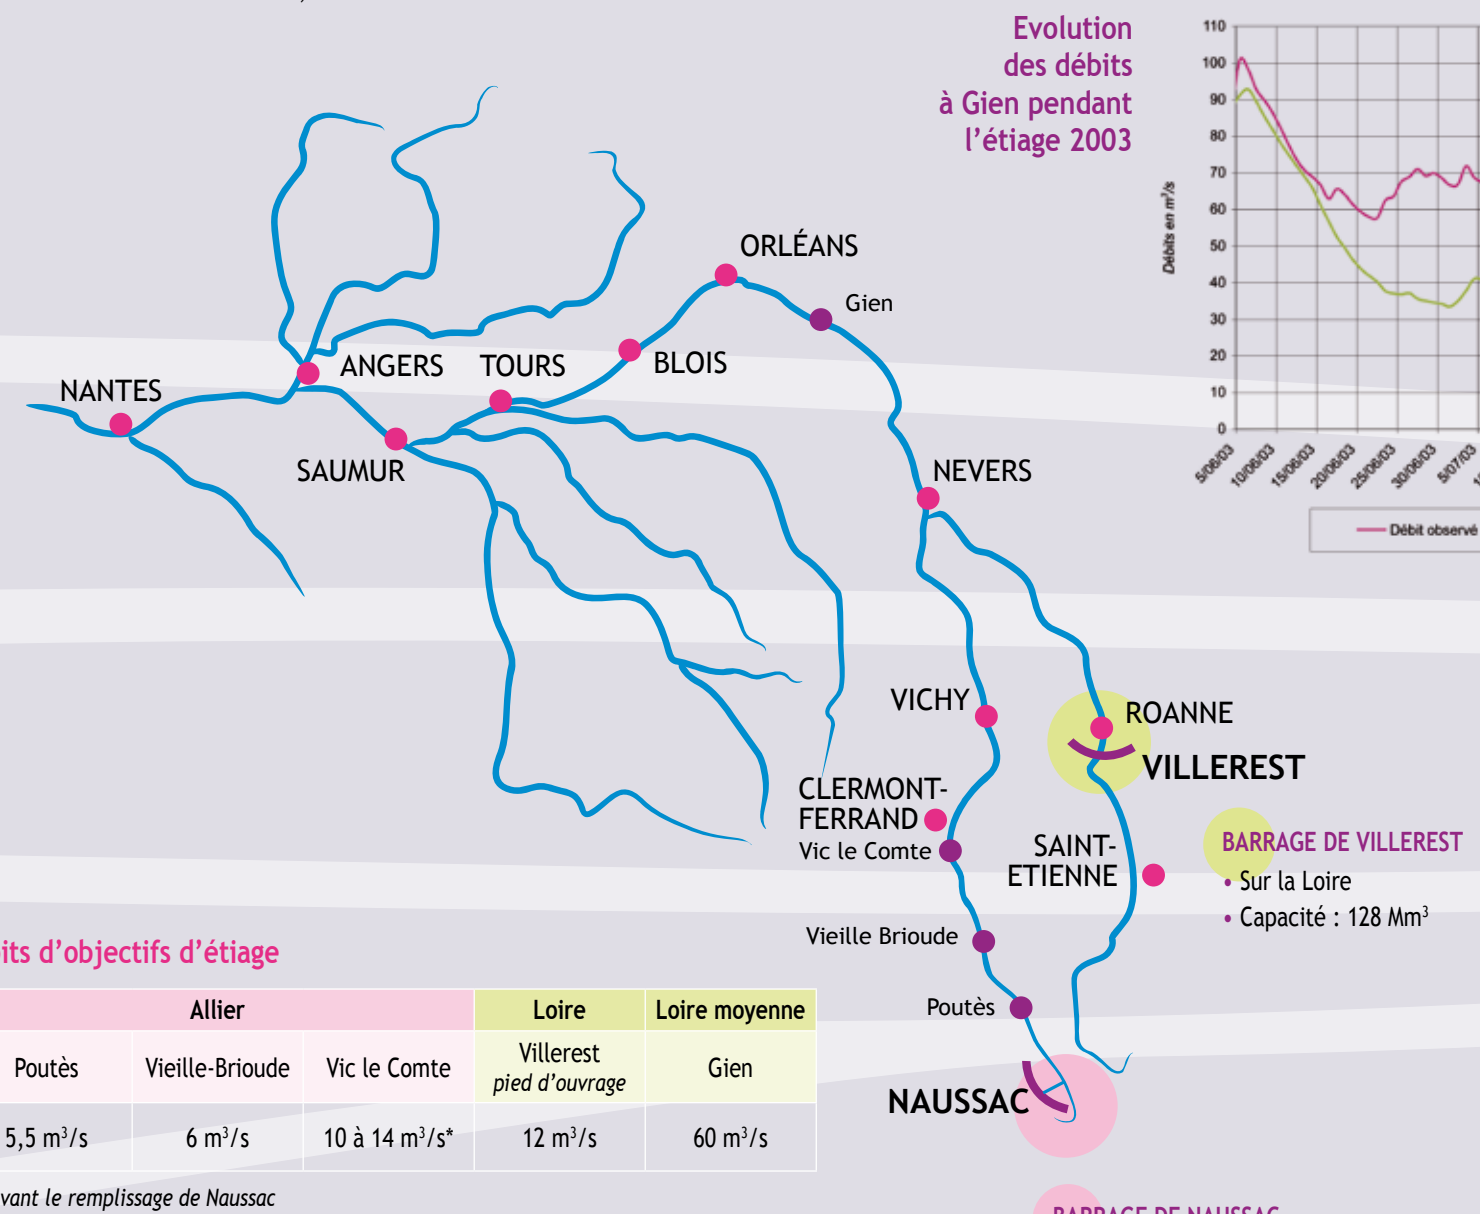 Evolution
des débits
à Gien pendant
l’étiage 2003
110
100
90
80
70
60
50
40
30
20
10
0
Débits en m³/s
5/06/03
10/06/03
15/06/03
20/06/03
25/06/03
30/06/03
5/07/03
Débit observé
ORLÉANS
Gien
ANGERS
TOURS
BLOIS
NANTES
SAUMUR
NEVERS
VICHY
ROANNE
VILLEREST
CLERMONT-
FERRAND
Vic le Comte
SAINT-
ETIENNE
BARRAGE DE VILLEREST
• Sur la Loire
• Capacité : 128 Mm³
Vieille Brioude
Poutès
NAUSSAC
its d’objectifs d’étiage
Allier Loire Loire moyenne
Poutès Vieille-Brioude Vic le Comte Villerest Gien
pied d’ouvrage
5,5 m³/s 6 m³/s 10 à 14 m³/s* 12 m³/s 60 m³/s
vant le remplissage de Naussac
BARRAGE DE NAUSSAC